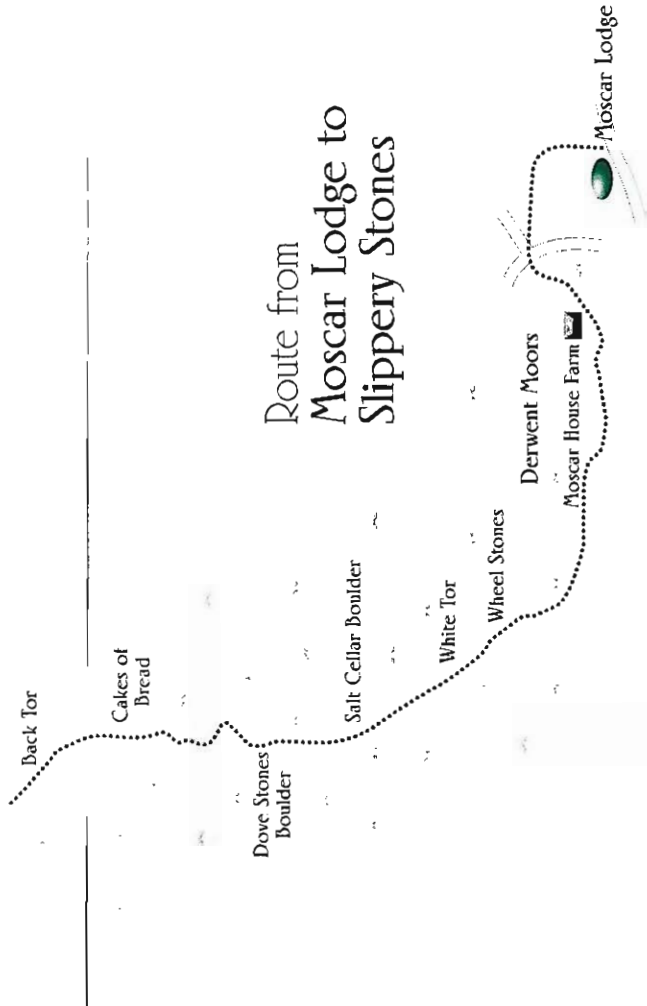 Back Tor
Cakes of
Bread
Dove Stones
Boulder
Route from
Moscar Lodge to
Slippery Stones
Salt Cellar Boulder
White Tor
Wheel Stones
Derwent Moors
Moscar House Farm
Moscar Lodge